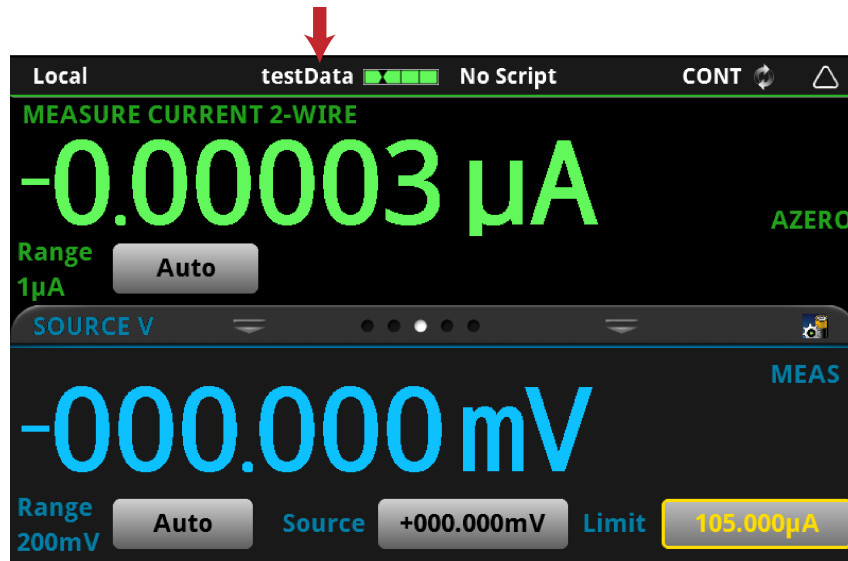 Local testData No Script CONT
MEASURE CURRENT 2-WIRE
-0.00003 µA
AZERO
Range
1µA
Auto
SOURCE V
MEAS
-000.000 mV
Range
200mV
Auto Source +000.000mV Limit 105.000µA